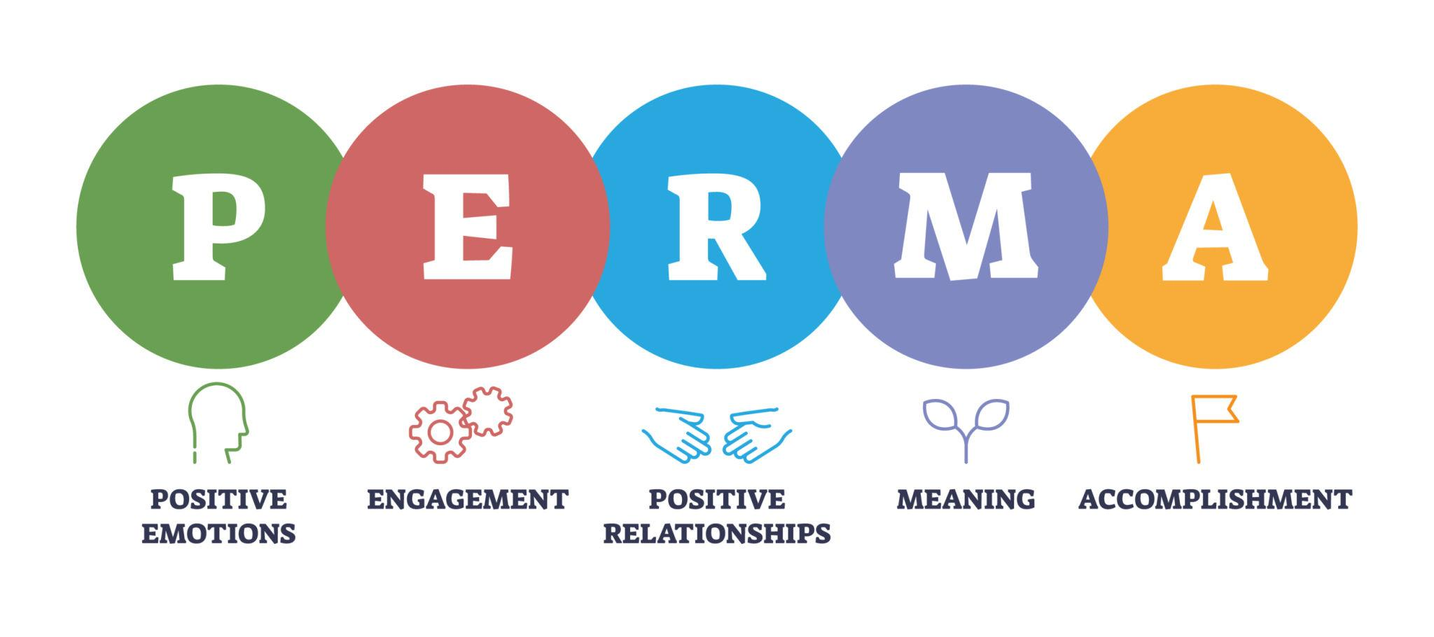 P E R M A
POSITIVE
EMOTIONS
ENGAGEMENT
POSITIVE
RELATIONSHIPS
MEANING
ACCOMPLISHMENT